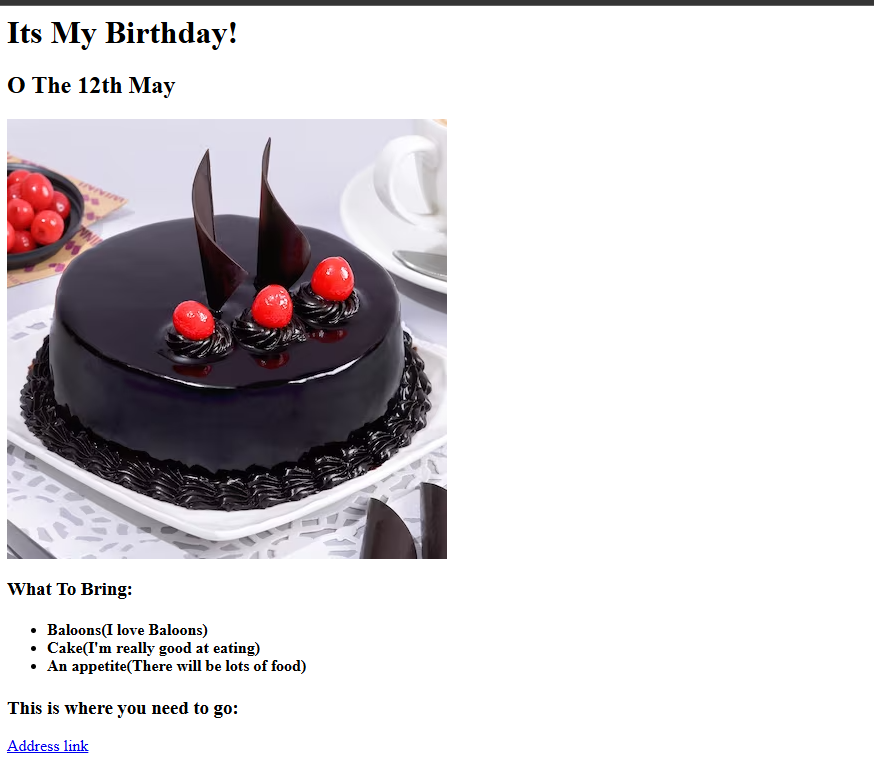 Its My Birthday!
O The 12th May
What To Bring:
Baloons(I love Baloons)
Cake(I'm really good at eating)
An appetite(There will be lots of food)
This is where you need to go:
Address link